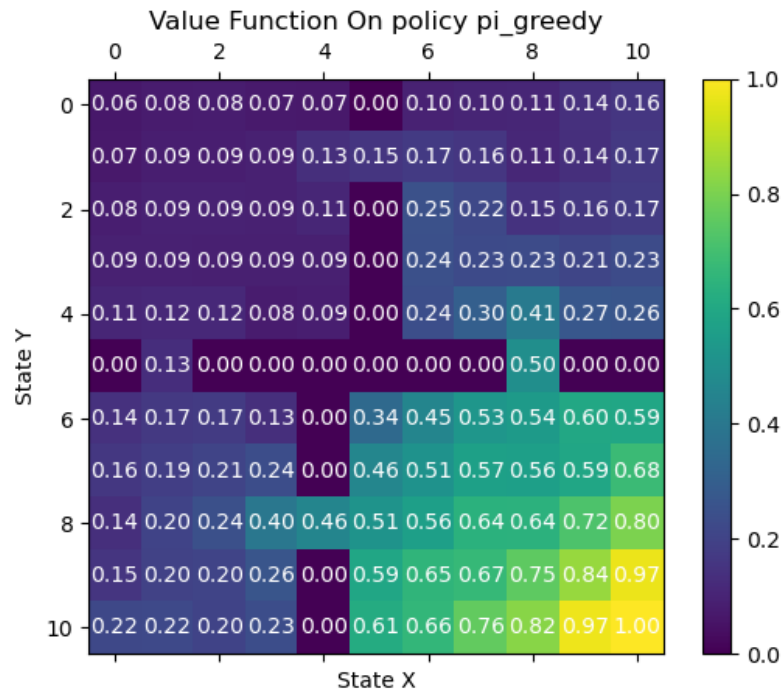 Value Function On policy pi_greedy
0 2 4 6 8 10
0 0.06 0.08 0.08 0.07 0.07 0.00 0.10 0.10 0.11 0.14 0.16
0.07 0.09 0.09 0.09 0.13 0.15 0.17 0.16 0.11 0.14 0.17
2 0.08 0.09 0.09 0.09 0.11 0.00 0.25 0.22 0.15 0.16 0.17
0.09 0.09 0.09 0.09 0.09 0.00 0.24 0.23 0.23 0.21 0.23
4 0.11 0.12 0.12 0.08 0.09 0.00 0.24 0.30 0.41 0.27 0.26
0.00 0.13 0.00 0.00 0.00 0.00 0.00 0.00 0.50 0.00 0.00
6 0.14 0.17 0.17 0.13 0.00 0.34 0.45 0.53 0.54 0.60 0.59
0.16 0.19 0.21 0.24 0.00 0.46 0.51 0.57 0.56 0.59 0.68
8 0.14 0.20 0.24 0.40 0.46 0.51 0.56 0.64 0.64 0.72 0.80
0.15 0.20 0.20 0.26 0.00 0.59 0.65 0.67 0.75 0.84 0.97
10 0.22 0.22 0.20 0.23 0.00 0.61 0.66 0.76 0.82 0.97 1.00
State Y
State X
1.0
0.8
0.6
0.4
0.2
0.0